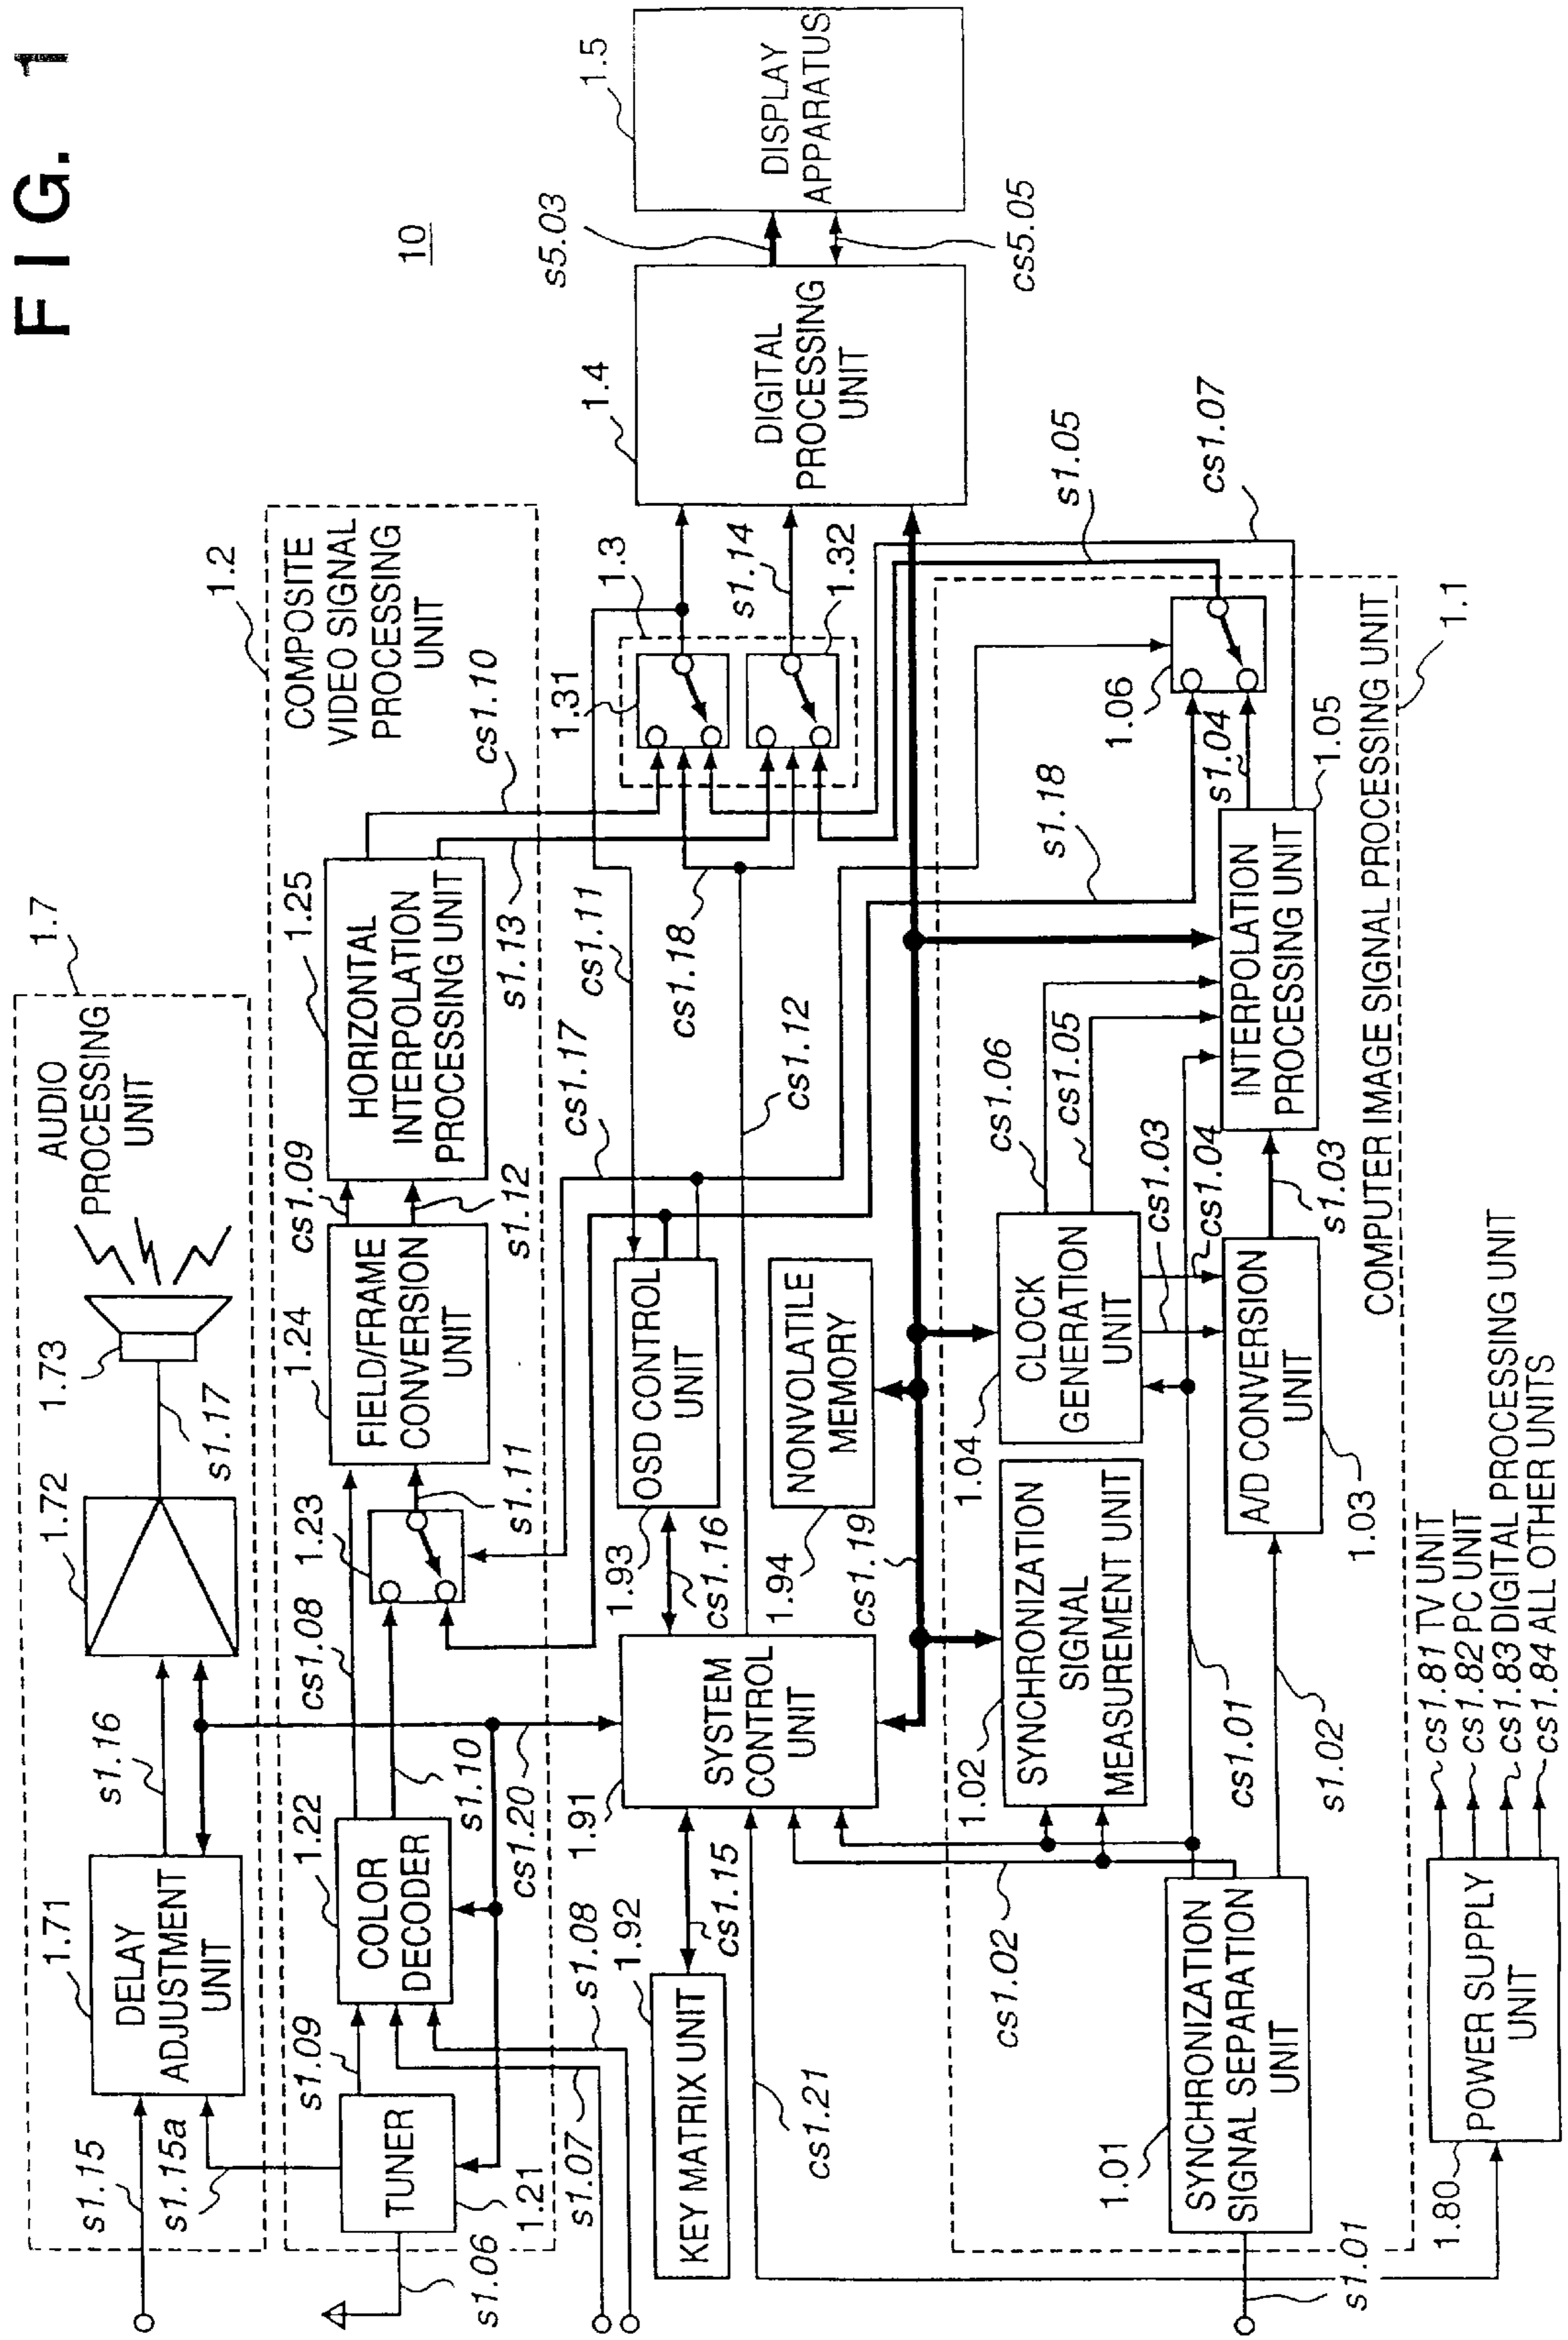 FIG. 1
10
1.7
AUDIO
PROCESSING
UNIT
s1.15
s1.15a
1.71
DELAY
ADJUSTMENT
UNIT
s1.16
1.72
s1.17
1.73
1.2
COMPOSITE
VIDEO SIGNAL
PROCESSING
UNIT
s1.06
TUNER
1.21
s1.09
s1.07
s1.08
1.22
COLOR
DECODER
cs1.08
s1.10
cs1.20
1.23
s1.11
1.24
FIELD/FRAME
CONVERSION
UNIT
cs1.09
s1.12
1.25
HORIZONTAL
INTERPOLATION
PROCESSING UNIT
cs1.10
s1.13
1.92
KEY MATRIX UNIT
cs1.15
1.91
SYSTEM
CONTROL
UNIT
cs1.16
1.93
OSD CONTROL
UNIT
1.94
NONVOLATILE
MEMORY
cs1.19
cs1.17
cs1.11
cs1.18
cs1.12
1.3
1.31
1.32
s1.14
1.4
DIGITAL
PROCESSING
UNIT
s5.03
cs5.05
1.5
DISPLAY
APPARATUS
cs1.21
cs1.02
1.01
SYNCHRONIZATION
SIGNAL SEPARATION
UNIT
s1.01
1.02
SYNCHRONIZATION
SIGNAL
MEASUREMENT UNIT
cs1.01
s1.02
1.04
CLOCK
GENERATION
UNIT
cs1.06
cs1.05
cs1.03
cs1.04
1.03
A/D CONVERSION
UNIT
s1.03
INTERPOLATION
PROCESSING UNIT
1.05
s1.18
s1.04
1.06
s1.05
cs1.07
COMPUTER IMAGE SIGNAL PROCESSING UNIT
1.1
1.80
POWER SUPPLY
UNIT
cs1.81 TV UNIT
cs1.82 PC UNIT
cs1.83 DIGITAL PROCESSING UNIT
cs1.84 ALL OTHER UNITS